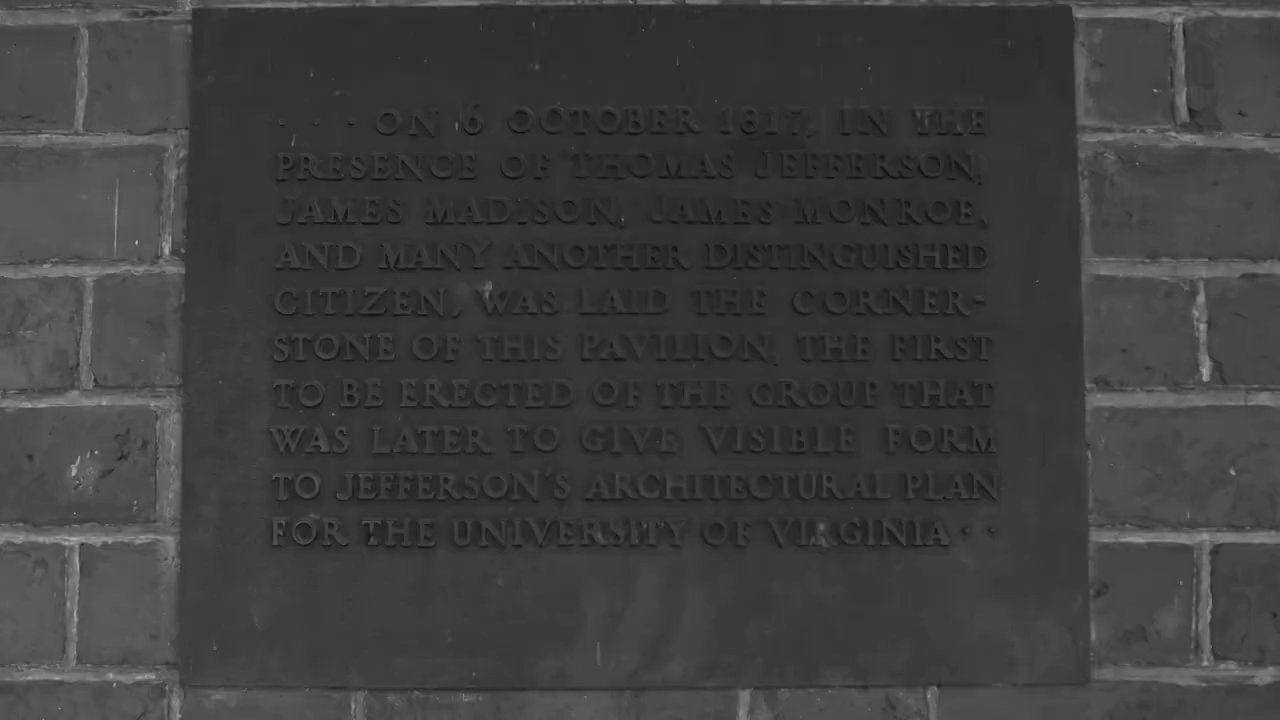 · · · ON 6 OCTOBER 1817, IN THE
PRESENCE OF THOMAS JEFFERSON,
JAMES MADISON, JAMES MONROE,
AND MANY ANOTHER DISTINGUISHED
CITIZEN, WAS LAID THE CORNER-
STONE OF THIS PAVILION, THE FIRST
TO BE ERECTED OF THE GROUP THAT
WAS LATER TO GIVE VISIBLE FORM
TO JEFFERSON'S ARCHITECTURAL PLAN
FOR THE UNIVERSITY OF VIRGINIA · ·